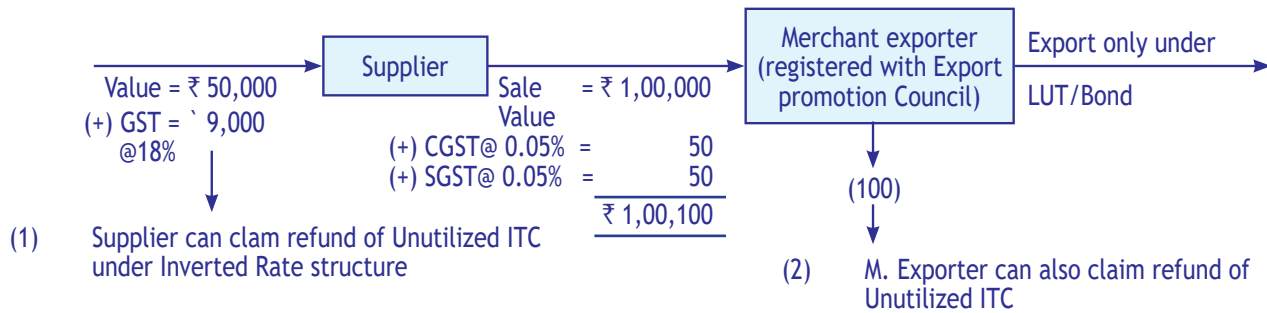 Value = ₹ 50,000
(+) GST = ` 9,000
@18%
Supplier
Sale = ₹ 1,00,000
Value
(+) CGST@ 0.05% = 50
(+) SGST@ 0.05% = 50
₹ 1,00,100
Merchant exporter
(registered with Export
promotion Council)
Export only under
LUT/Bond
(100)
(1) Supplier can clam refund of Unutilized ITC
under Inverted Rate structure
(2) M. Exporter can also claim refund of
Unutilized ITC